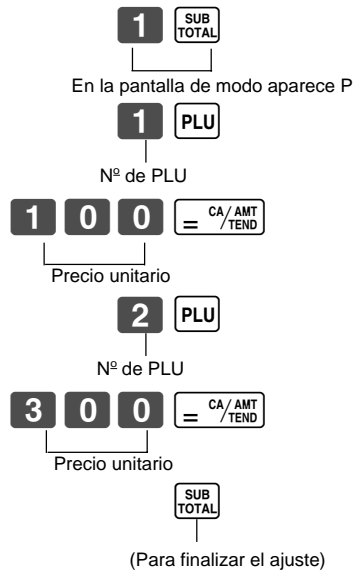 1 SUB TOTAL
En la pantalla de modo aparece P
1 PLU
Nº de PLU
1 0 0 = CA/AMT TEND
Precio unitario
2 PLU
Nº de PLU
3 0 0 = CA/AMT TEND
Precio unitario
SUB TOTAL
(Para finalizar el ajuste)